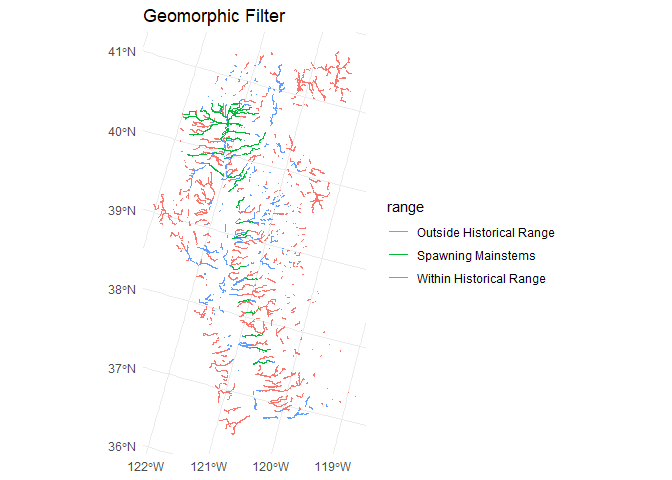 Geomorphic Filter
41°N
40°N
39°N
38°N
37°N
36°N
122°W 121°W 120°W 119°W
range
Outside Historical Range
Spawning Mainstems
Within Historical Range